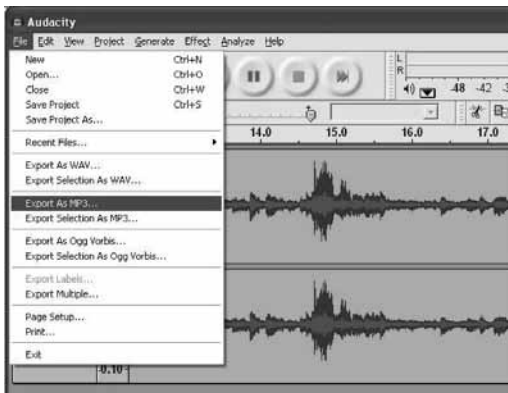 Audacity
File Edit View Project Generate Effect Analyze Help
New Ctrl+N
Open... Ctrl+O
Close Ctrl+W
Save Project Ctrl+S
Save Project As...
Recent Files...
Export As WAV...
Export Selection As WAV...
Export As MP3...
Export Selection As MP3...
Export As Ogg Vorbis...
Export Selection As Ogg Vorbis...
Export Labels...
Export Multiple...
Page Setup...
Print...
Exit
L
R
-48 -42
14.0 15.0 16.0 17.0
-0.10